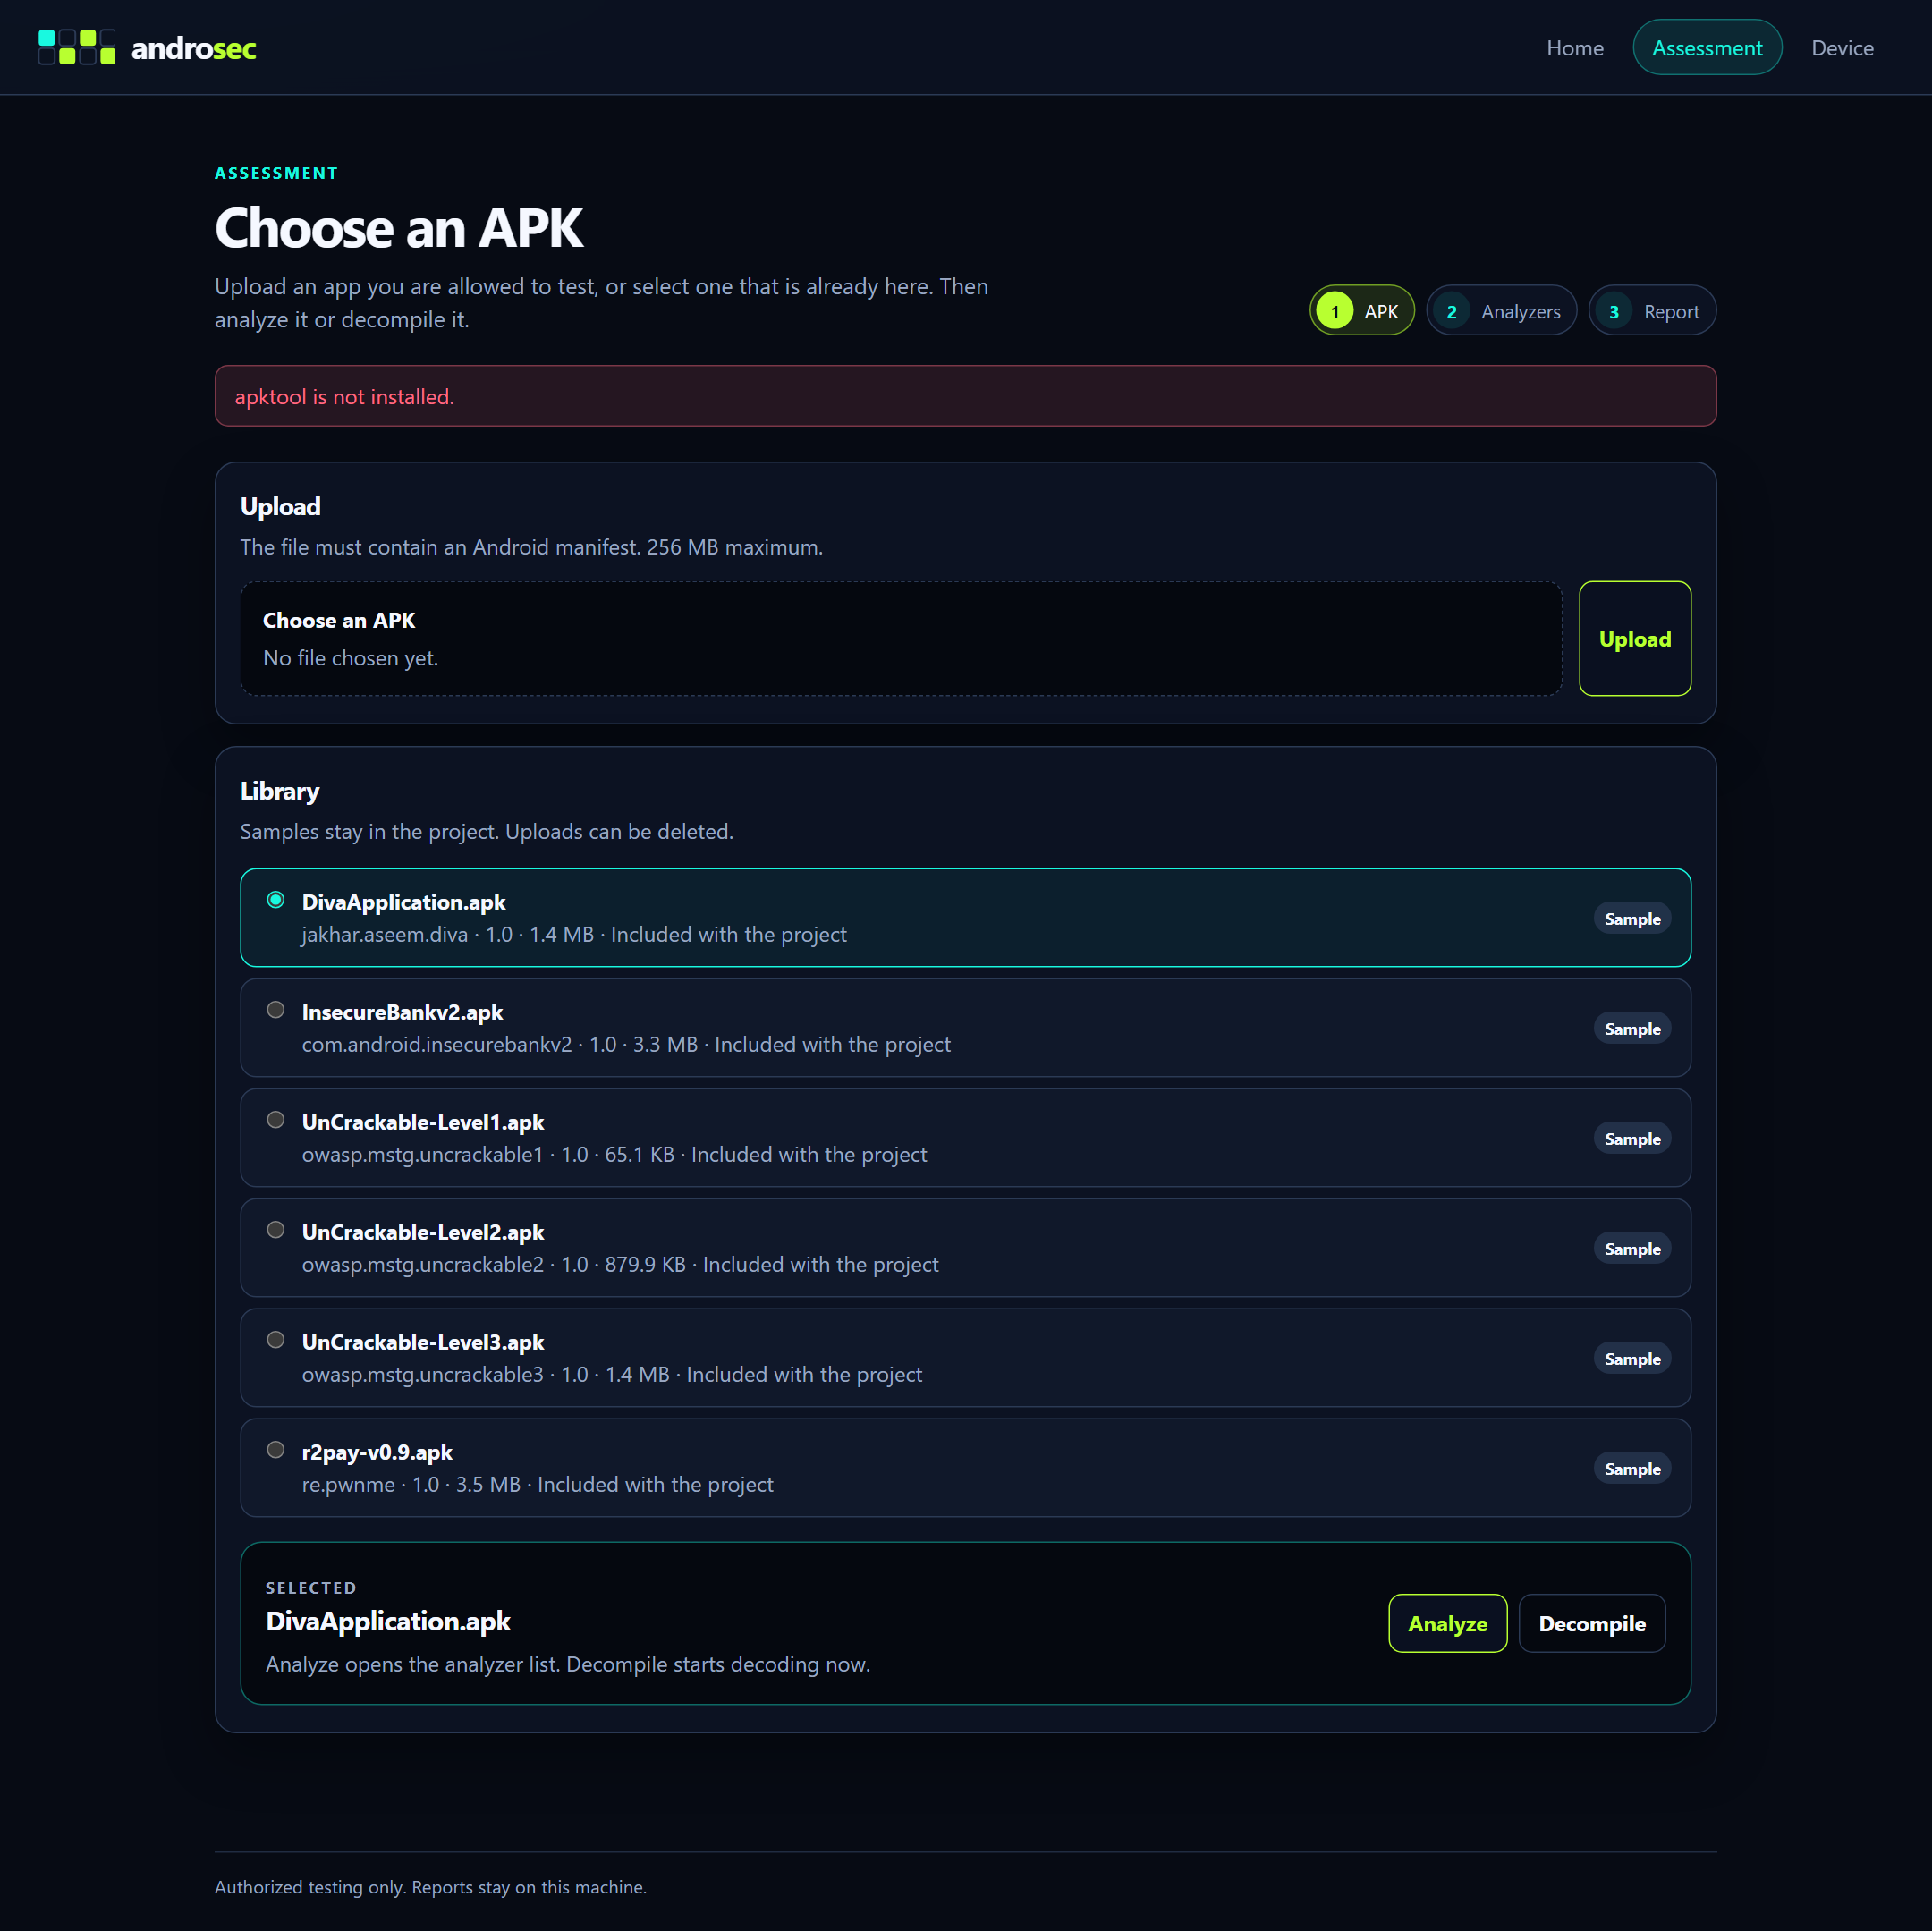 androsec
Home
Assessment
Device
ASSESSMENT
Choose an APK
Upload an app you are allowed to test, or select one that is already here. Then
analyze it or decompile it.
1 APK
2 Analyzers
3 Report
apktool is not installed.
Upload
The file must contain an Android manifest. 256 MB maximum.
Choose an APK
No file chosen yet.
Upload
Library
Samples stay in the project. Uploads can be deleted.
DivaApplication.apk
jakhar.aseem.diva · 1.0 · 1.4 MB · Included with the project
Sample
InsecureBankv2.apk
com.android.insecurebankv2 · 1.0 · 3.3 MB · Included with the project
Sample
UnCrackable-Level1.apk
owasp.mstg.uncrackable1 · 1.0 · 65.1 KB · Included with the project
Sample
UnCrackable-Level2.apk
owasp.mstg.uncrackable2 · 1.0 · 879.9 KB · Included with the project
Sample
UnCrackable-Level3.apk
owasp.mstg.uncrackable3 · 1.0 · 1.4 MB · Included with the project
Sample
r2pay-v0.9.apk
re.pwnme · 1.0 · 3.5 MB · Included with the project
Sample
SELECTED
DivaApplication.apk
Analyze opens the analyzer list. Decompile starts decoding now.
Analyze
Decompile
Authorized testing only. Reports stay on this machine.